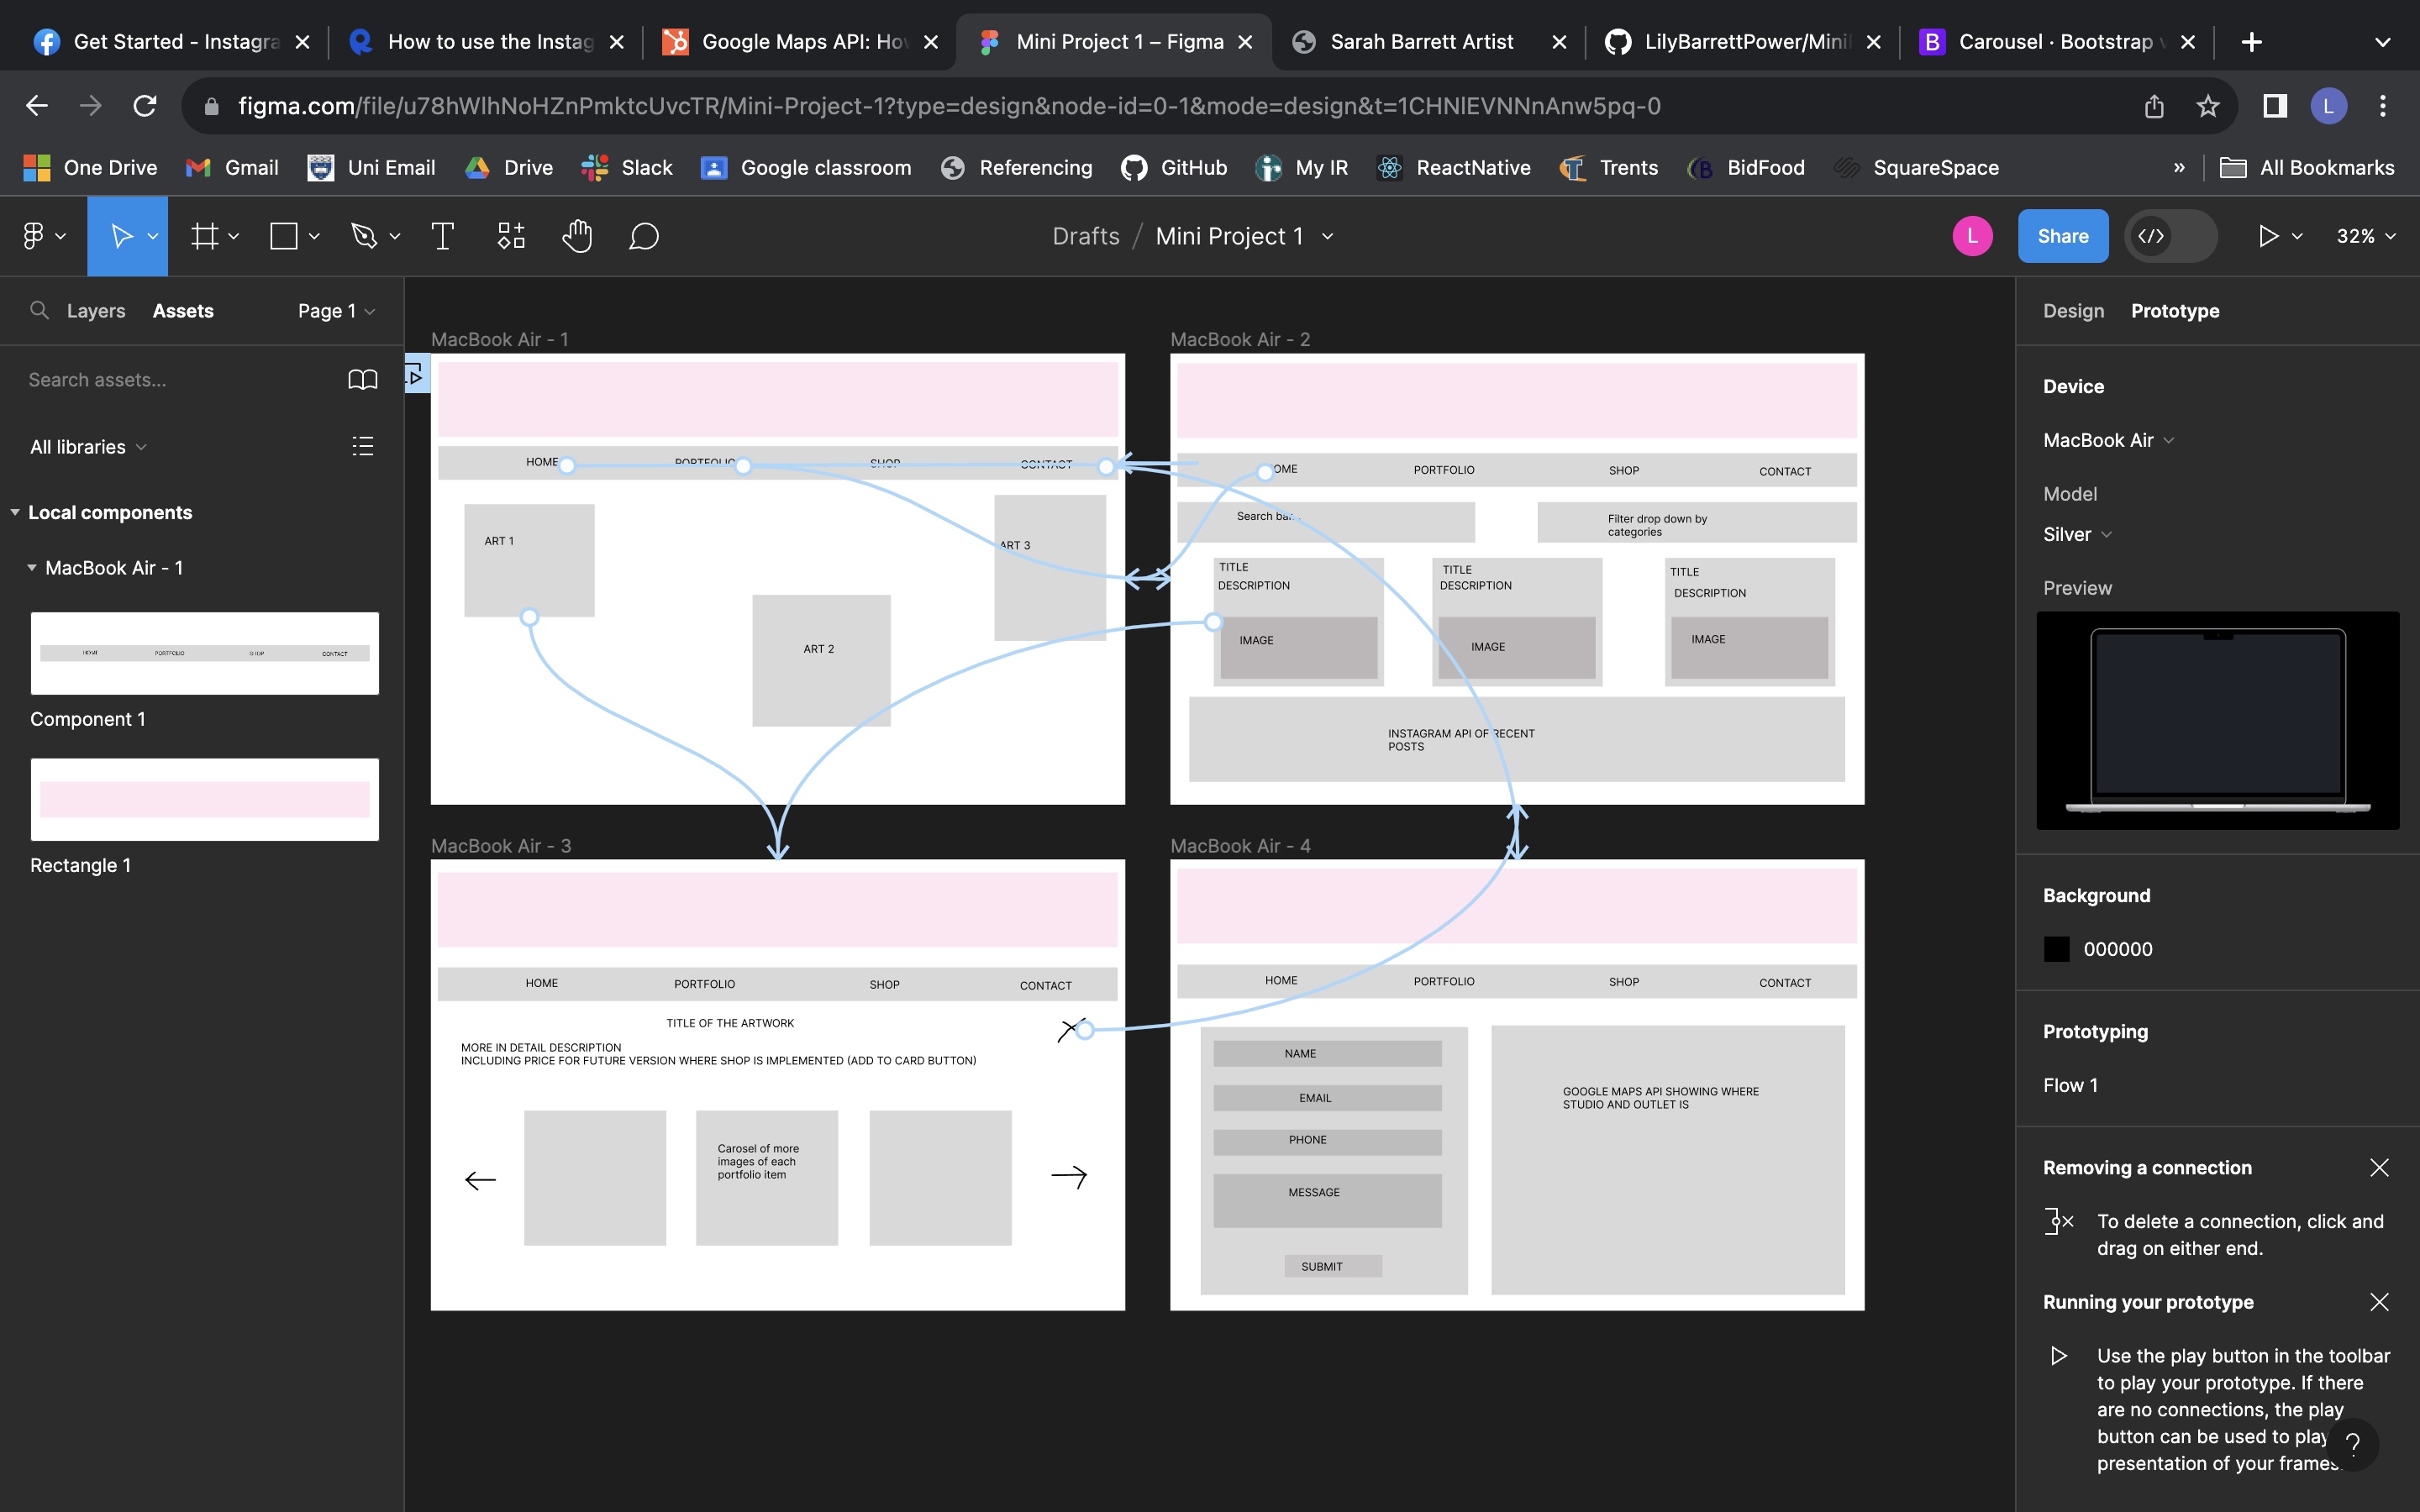 Get Started - Instagra
How to use the Instag
Google Maps API: How
Mini Project 1 – Figma
Sarah Barrett Artist
LilyBarrettPower/Mini
Carousel · Bootstrap v
figma.com/file/u78hWlhNoHZnPmktcUvcTR/Mini-Project-1?type=design&node-id=0-1&mode=design&t=1CHNlEVNNnAnw5pq-0
L
One Drive
Gmail
Uni Email
Drive
Slack
Google classroom
Referencing
GitHub
My IR
ReactNative
Trents
BidFood
SquareSpace
»
All Bookmarks
Drafts / Mini Project 1
L
Share
32%
Layers
Assets
Page 1
Search assets...
All libraries
Local components
MacBook Air - 1
HOME PORTFOLIO SHOP CONTACT
Component 1
Rectangle 1
MacBook Air - 1
HOME PORTFOLIO SHOP CONTACT
ART 1
ART 2
ART 3
MacBook Air - 2
HOME PORTFOLIO SHOP CONTACT
Search bar...
Filter drop down by
categories
TITLE
DESCRIPTION
IMAGE
TITLE
DESCRIPTION
IMAGE
TITLE
DESCRIPTION
IMAGE
INSTAGRAM API OF RECENT
POSTS
MacBook Air - 3
HOME PORTFOLIO SHOP CONTACT
TITLE OF THE ARTWORK
MORE IN DETAIL DESCRIPTION
INCLUDING PRICE FOR FUTURE VERSION WHERE SHOP IS IMPLEMENTED (ADD TO CARD BUTTON)
Carosel of more
images of each
portfolio item
MacBook Air - 4
HOME PORTFOLIO SHOP CONTACT
NAME
EMAIL
PHONE
MESSAGE
SUBMIT
GOOGLE MAPS API SHOWING WHERE
STUDIO AND OUTLET IS
Design
Prototype
Device
MacBook Air
Model
Silver
Preview
Background
000000
Prototyping
Flow 1
Removing a connection
To delete a connection, click and
drag on either end.
Running your prototype
Use the play button in the toolbar
to play your prototype. If there
are no connections, the play
button can be used to play
presentation of your frames.
?